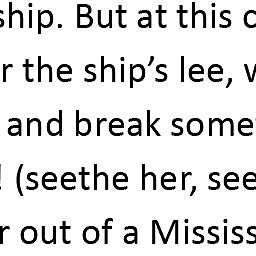 ship. But at this
r the ship's lee,
and break some
! (seethe her, see
r out of a Mississ